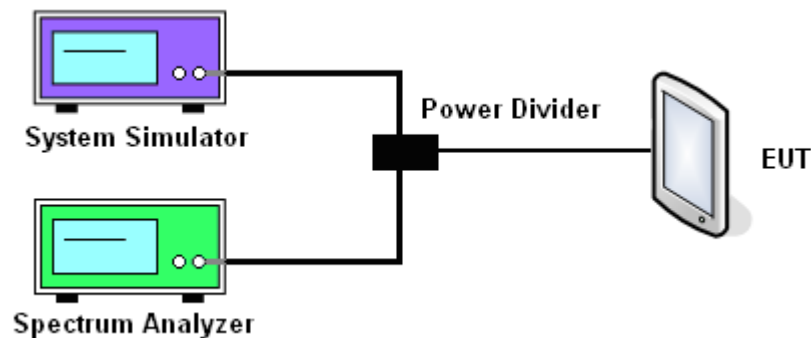 System Simulator
Power Divider
EUT
Spectrum Analyzer